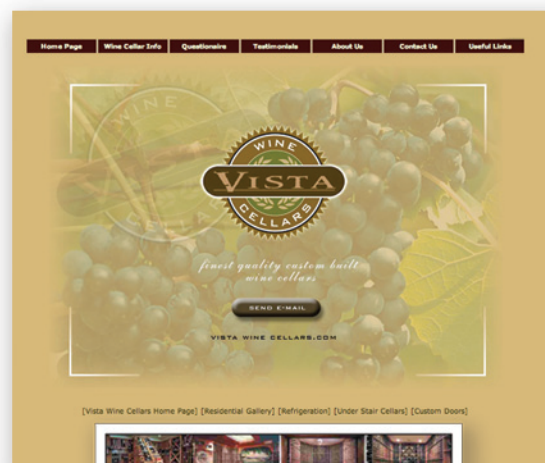 Home Page Wine Cellar Info Questionaire Testimonials About Us Contact Us Useful Links
WINE
CELLA
WINE
VISTA
CELLARS
finest quality custom built
wine cellars
SEND E-MAIL
VISTA WINE CELLARS.COM
[Vista Wine Cellars Home Page] [Residential Gallery] [Refrigeration] [Under Stair Cellars] [Custom Doors]